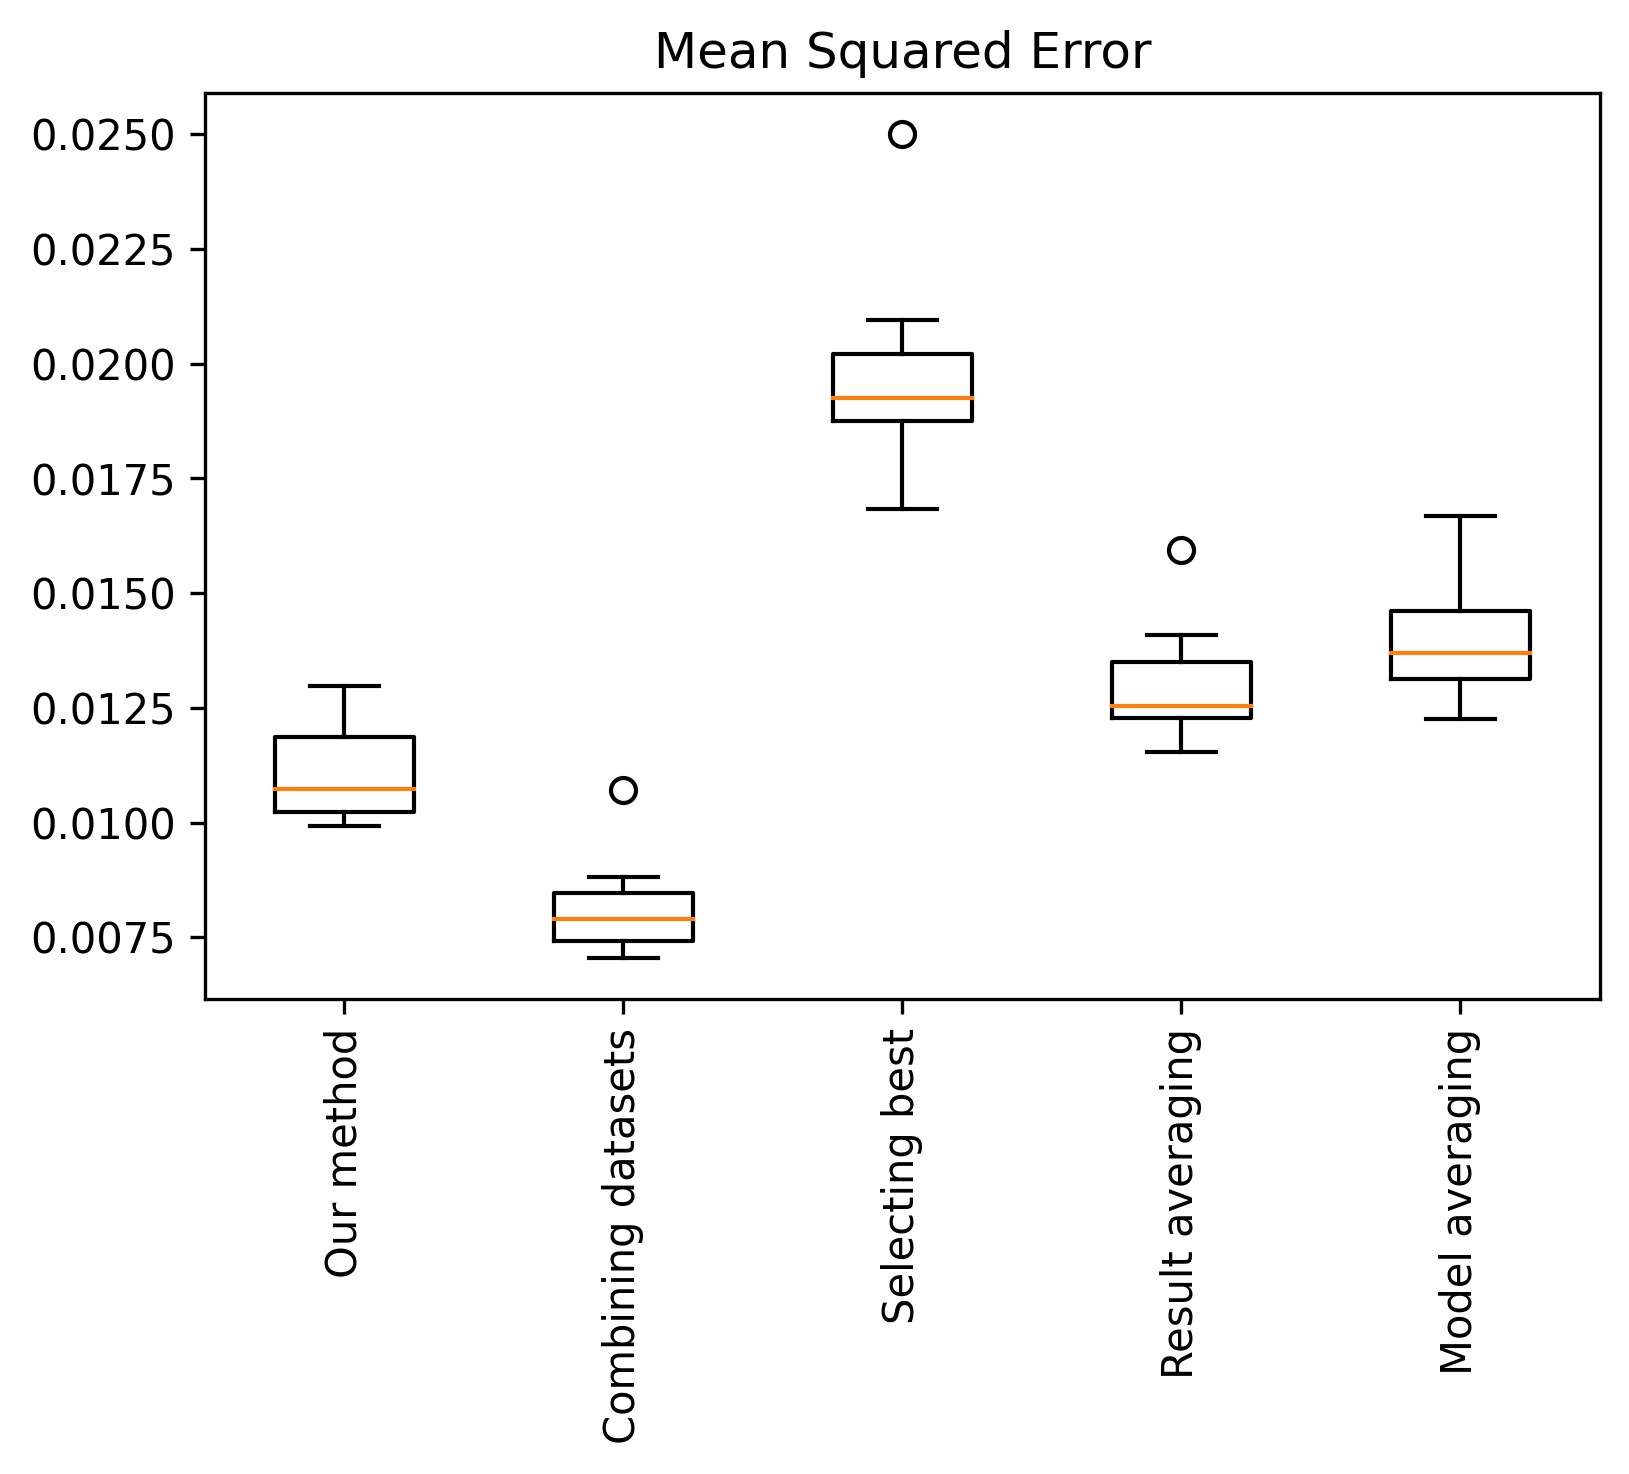 Mean Squared Error
0.0250
0.0225
0.0200
0.0175
0.0150
0.0125
0.0100
0.0075
Our method
Combining datasets
Selecting best
Result averaging
Model averaging